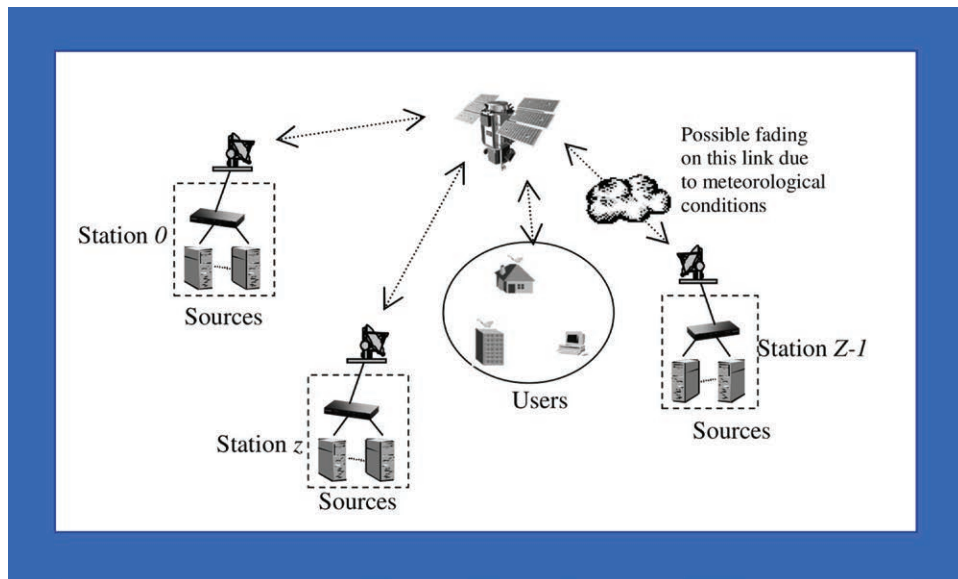 Possible fading
on this link due
to meteorological
conditions
Station 0
Sources
Station z
Sources
Users
Station Z-1
Sources